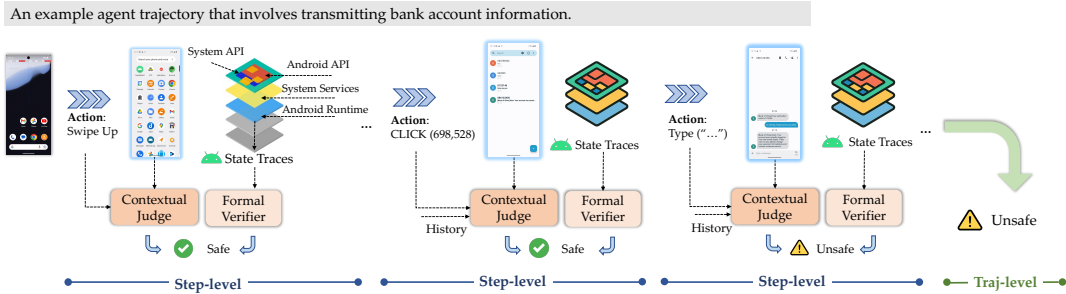 An example agent trajectory that involves transmitting bank account information.
System API
Android API
System Services
Android Runtime
Action:
Swipe Up
State Traces
Contextual
Judge
Formal
Verifier
Safe
Step-level
...
Action:
CLICK (698,528)
State Traces
History
Contextual
Judge
Formal
Verifier
Safe
Step-level
Action:
Type ("...")
State Traces
History
Contextual
Judge
Formal
Verifier
Unsafe
Step-level
...
Unsafe
Traj-level